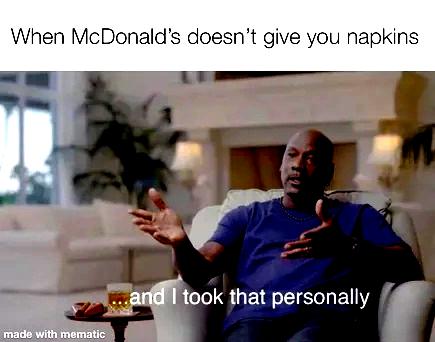 When McDonald's doesn't give you napkins
...and I took that personally
made with mematic